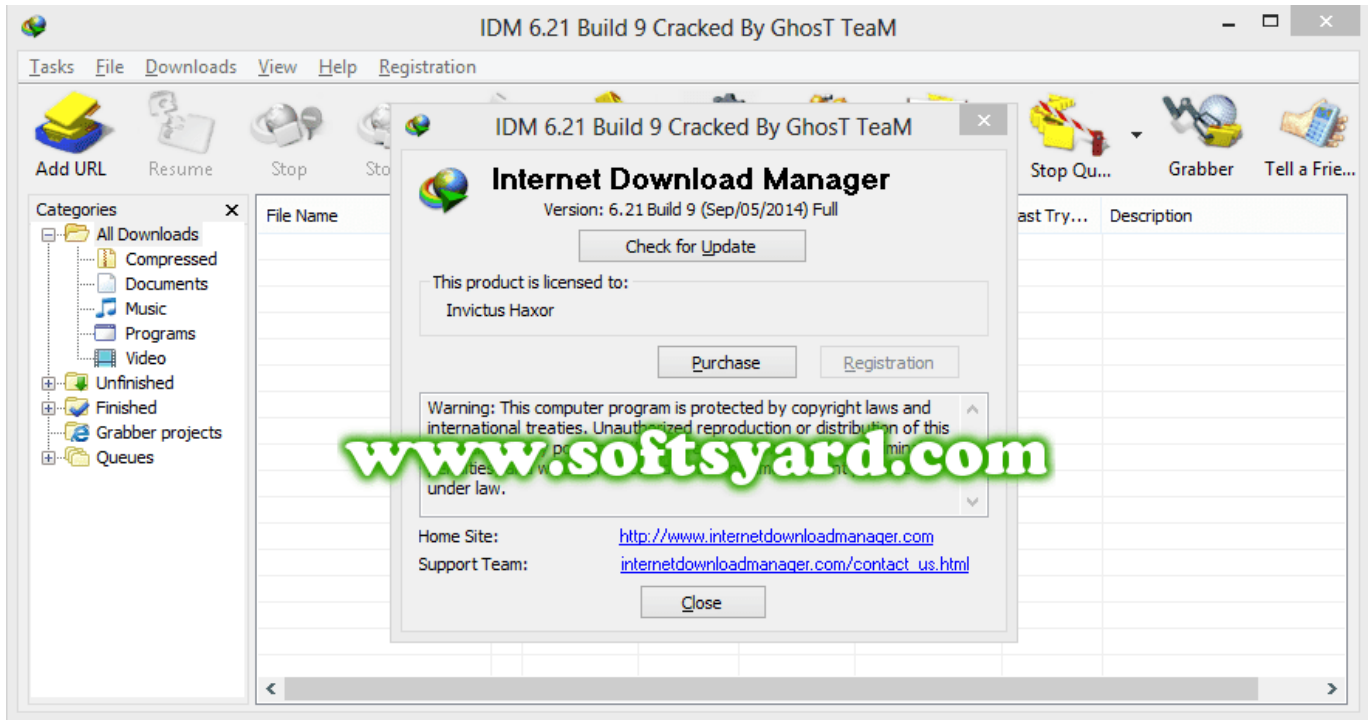 IDM 6.21 Build 9 Cracked By GhosT TeaM
Tasks File Downloads View Help Registration
Add URL
Resume
Stop
Sto
Stop Qu...
Grabber
Tell a Frie...
IDM 6.21 Build 9 Cracked By GhosT TeaM
Internet Download Manager
Version: 6.21 Build 9 (Sep/05/2014) Full
Check for Update
This product is licensed to:
Invictus Haxor
Purchase
Registration
Warning: This computer program is protected by copyright laws and
international treaties. Unauthorized reproduction or distribution of this
under law.
www.softsyard.com
Home Site: http://www.internetdownloadmanager.com
Support Team: internetdownloadmanager.com/contact_us.html
Close
Categories
All Downloads
Compressed
Documents
Music
Programs
Video
Unfinished
Finished
Grabber projects
Queues
File Name
ast Try...
Description